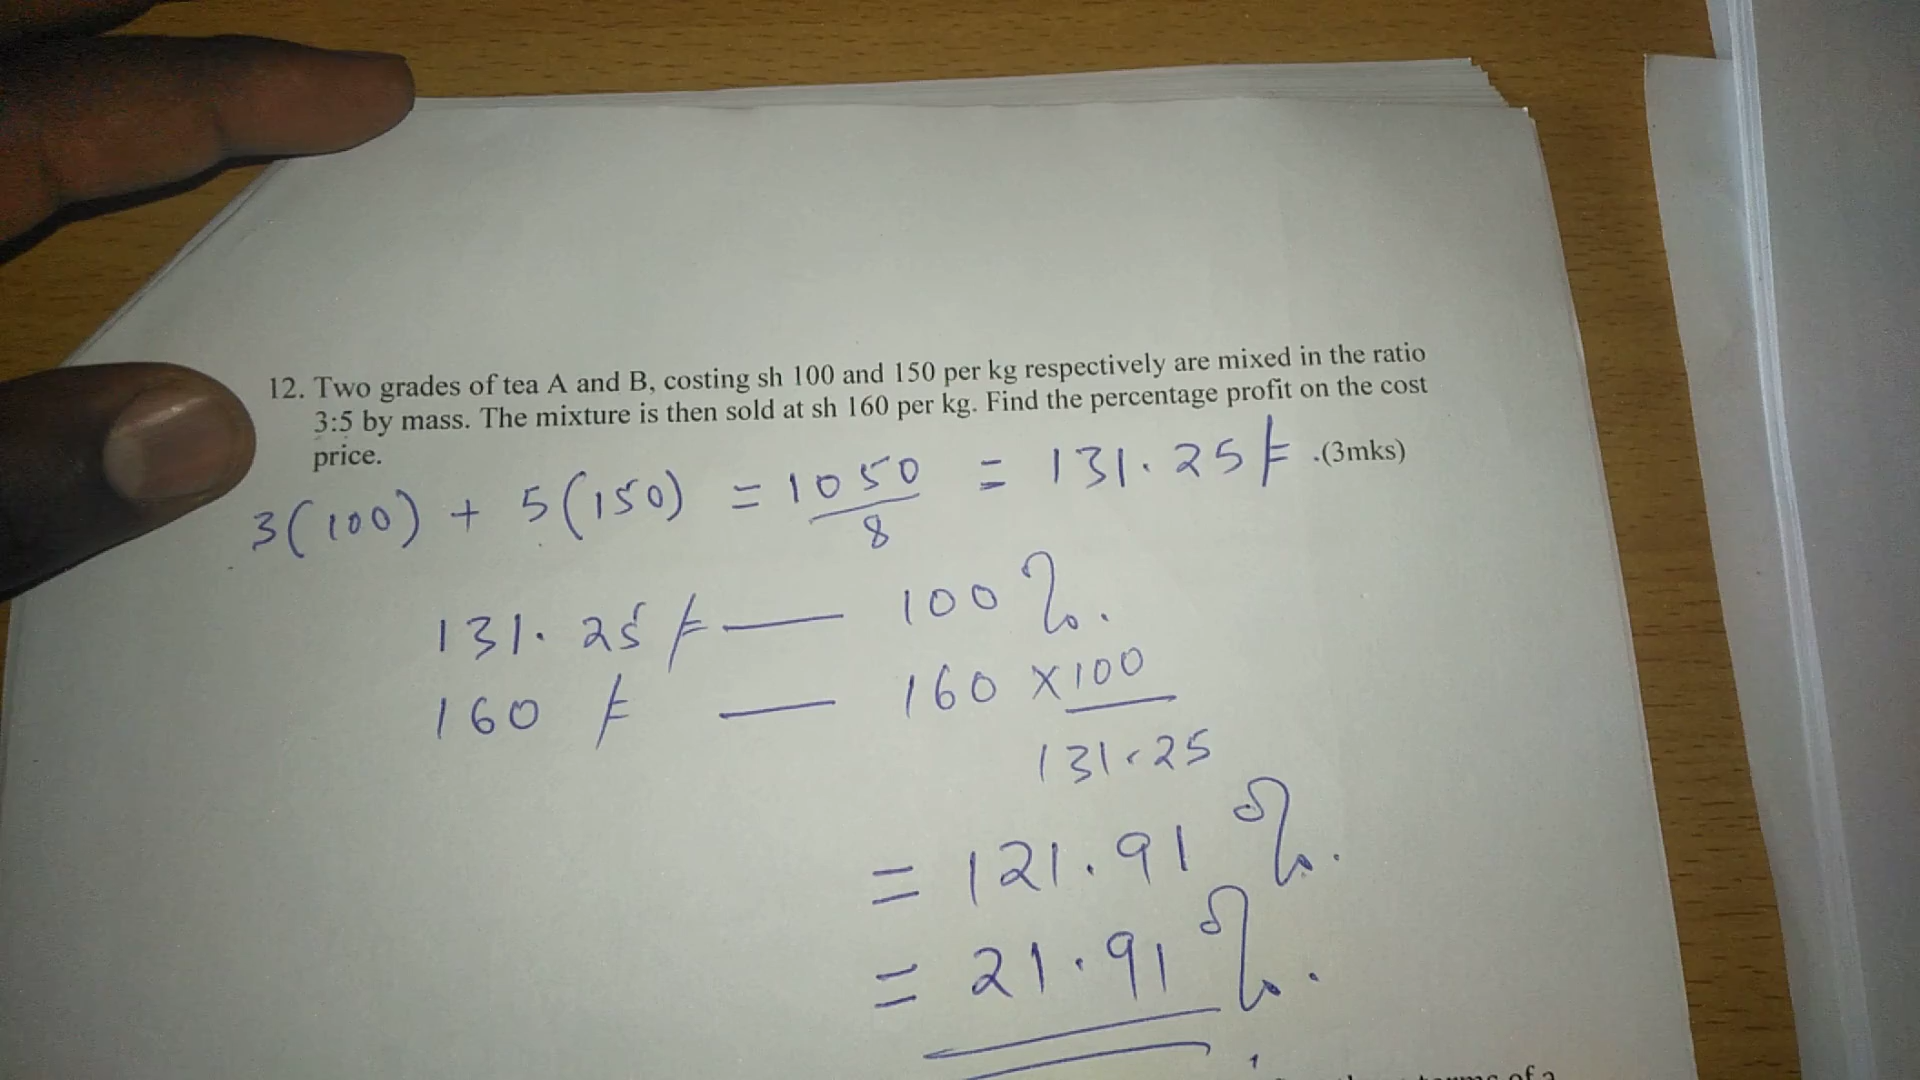 12. Two grades of tea A and B, costing sh 100 and 150 per kg respectively are mixed in the ratio
3:5 by mass. The mixture is then sold at sh 160 per kg. Find the percentage profit on the cost
price. .(3mks)
3(100) + 5(150) = 1050/8 = 131.25/=
131.25/= — 100%.
160/= — 160 × 100/131.25
= 121.91%.
= 21.91%.
of a